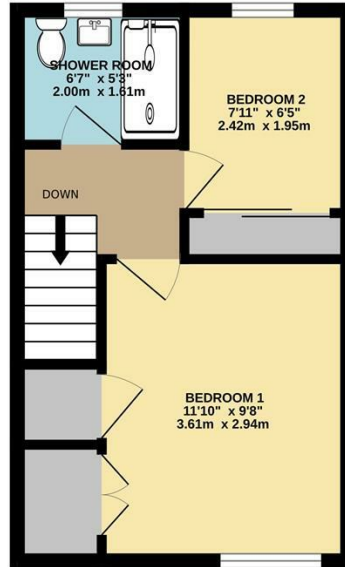 SHOWER ROOM
6'7" x 5'3"
2.00m x 1.61m
BEDROOM 2
7'11" x 6'5"
2.42m x 1.95m
DOWN
BEDROOM 1
11'10" x 9'8"
3.61m x 2.94m